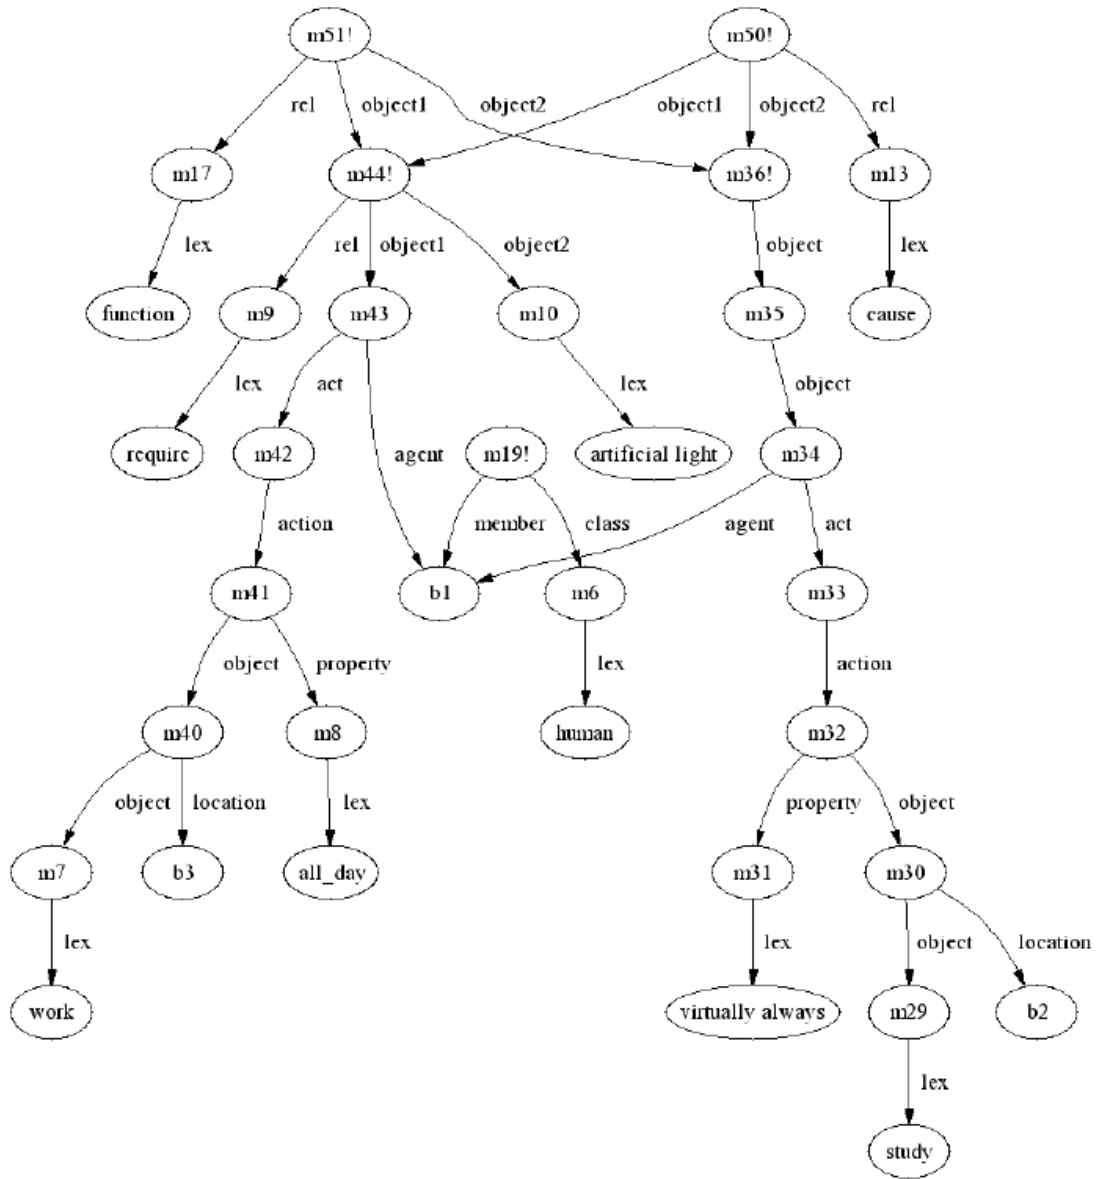 m51! m50!
rel object1 object2 object1 object2 rel
m17 m44! m36! m13
lex rel object1 object2 object lex
function m9 m43 m10 m35 cause
lex act lex object
require m42 agent m19! artificial light m34
action member class agent act
m41 b1 m6 m33
object property lex action
m40 m8 human m32
object location lex property object
m7 b3 all_day m31 m30
lex lex object location
work virtually always m29 b2
lex
study